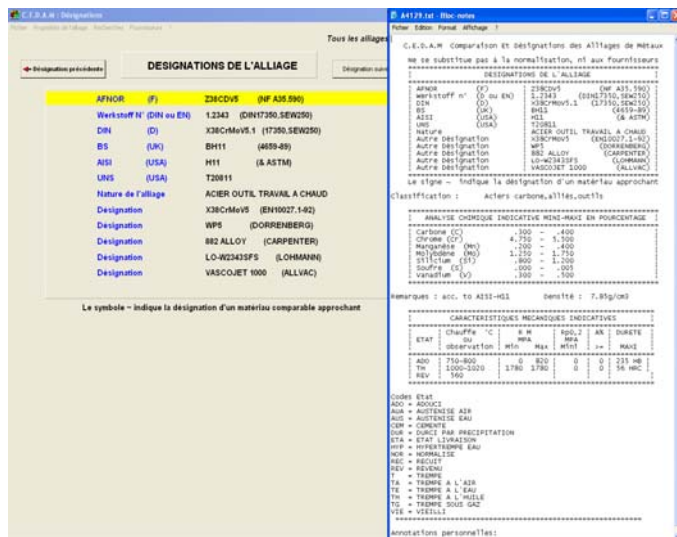 C.E.D.A.M : Désignations
Fichier Propriétés de l'alliage Recherches Fournisseurs ?
Tous les alliages
Désignation précédente
DESIGNATIONS DE L'ALLIAGE
Désignation suiva
AFNOR (F) Z38CDV5 (NF A35.590)
Werkstoff N° (DIN ou EN) 1.2343 (DIN17350,SEW250)
DIN (D) X38CrMoV5.1 (17350,SEW250)
BS (UK) BH11 (4659-89)
AISI (USA) H11 (& ASTM)
UNS (USA) T20811
Nature de l'alliage ACIER OUTIL TRAVAIL A CHAUD
Désignation X38CrMoV5 (EN10027.1-92)
Désignation WP5 (DORRENBERG)
Désignation 882 ALLOY (CARPENTER)
Désignation LO-W2343SFS (LOHMANN)
Désignation VASCOJET 1000 (ALLVAC)
Le symbole ~ indique la désignation d'un matériau comparable approchant
A4129.txt - Bloc-notes
Fichier Edition Format Affichage ?
C.E.D.A.M Comparaison Et Désignations des Alliages de Métaux
ne se substitue pas à la normalisation, ni aux fournisseurs
DESIGNATIONS DE L'ALLIAGE
AFNOR (F) Z38CDV5 (NF A35.590)
Werkstoff n° (D ou EN) 1.2343 (DIN17350,SEW250)
DIN (D) X38CrMoV5.1 (17350,SEW250)
BS (UK) BH11 (4659-89)
AISI (USA) H11 (& ASTM)
UNS (USA) T20811
Nature ACIER OUTIL TRAVAIL A CHAUD
Autre Désignation X38CrMoV5 (EN10027.1-92)
Autre Désignation WP5 (DORRENBERG)
Autre Désignation 882 ALLOY (CARPENTER)
Autre Désignation LO-W2343SFS (LOHMANN)
Autre Désignation VASCOJET 1000 (ALLVAC)
Le signe ~ indique la désignation d'un matériau approchant
Classification : Aciers carbone,alliés,outils
ANALYSE CHIMIQUE INDICATIVE MINI-MAXI EN POURCENTAGE
Carbone (C) .300 - .400
Chrome (Cr) 4.750 - 5.500
Manganèse (Mn) .200 - .400
Molybdène (Mo) 1.250 - 1.750
Silicium (Si) .800 - 1.200
Soufre (S) .000 - .005
Vanadium (V) .300 - .500
Remarques : acc. to AISI-H11 Densité : 7.85g/cm3
CARACTERISTIQUES MECANIQUES INDICATIVES
Chauffe °C R M Rp0,2 A% DURETE
ETAT ou MPA MPA
observation Min Max Mini >= MAXI
ADO 750-800 0 820 0 0 235 HB
TH 1000-1020 1780 1780 0 0 56 HRC
REV 560
Codes Etat
ADO = ADOUCI
AUA = AUSTENISE AIR
AUS = AUSTENISE EAU
CEM = CEMENTE
DUR = DURCI PAR PRECIPITATION
ETA = ETAT LIVRAISON
HYP = HYPERTREMPE EAU
NOR = NORMALISE
REC = RECUIT
REV = REVENU
T = TREMPE
TA = TREMPE A L'AIR
TE = TREMPE A L'EAU
TH = TREMPE A L'HUILE
TG = TREMPE SOUS GAZ
VIE = VIEILLI
Annotations personnelles: